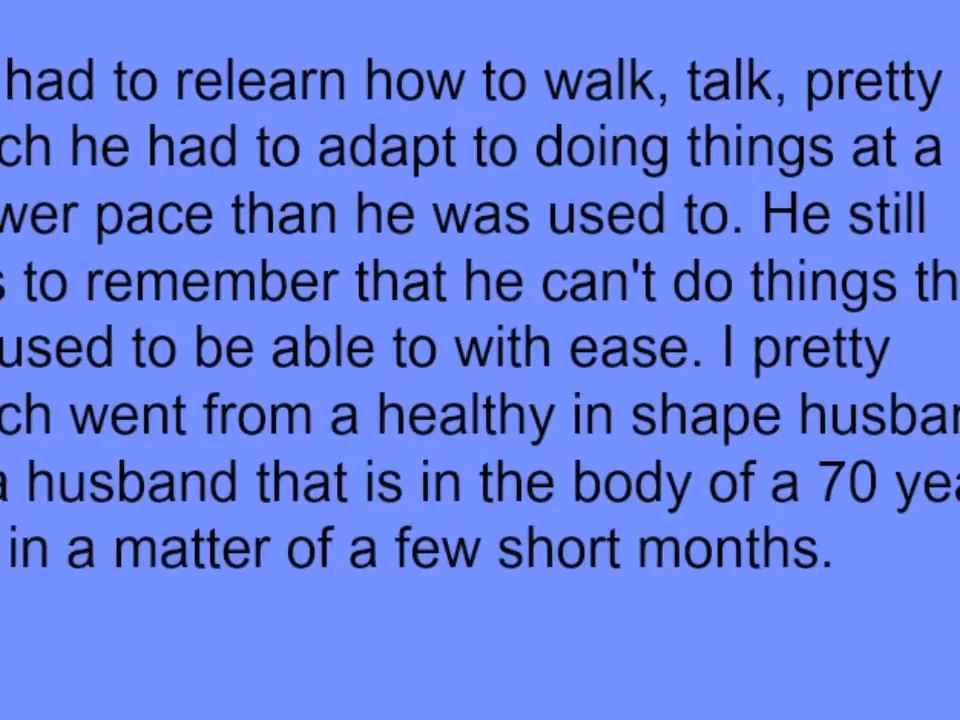 had to relearn how to walk, talk, pretty
ch he had to adapt to doing things at a
wer pace than he was used to. He still
s to remember that he can't do things th
used to be able to with ease. I pretty
ch went from a healthy in shape husban
a husband that is in the body of a 70 yea
in a matter of a few short months.